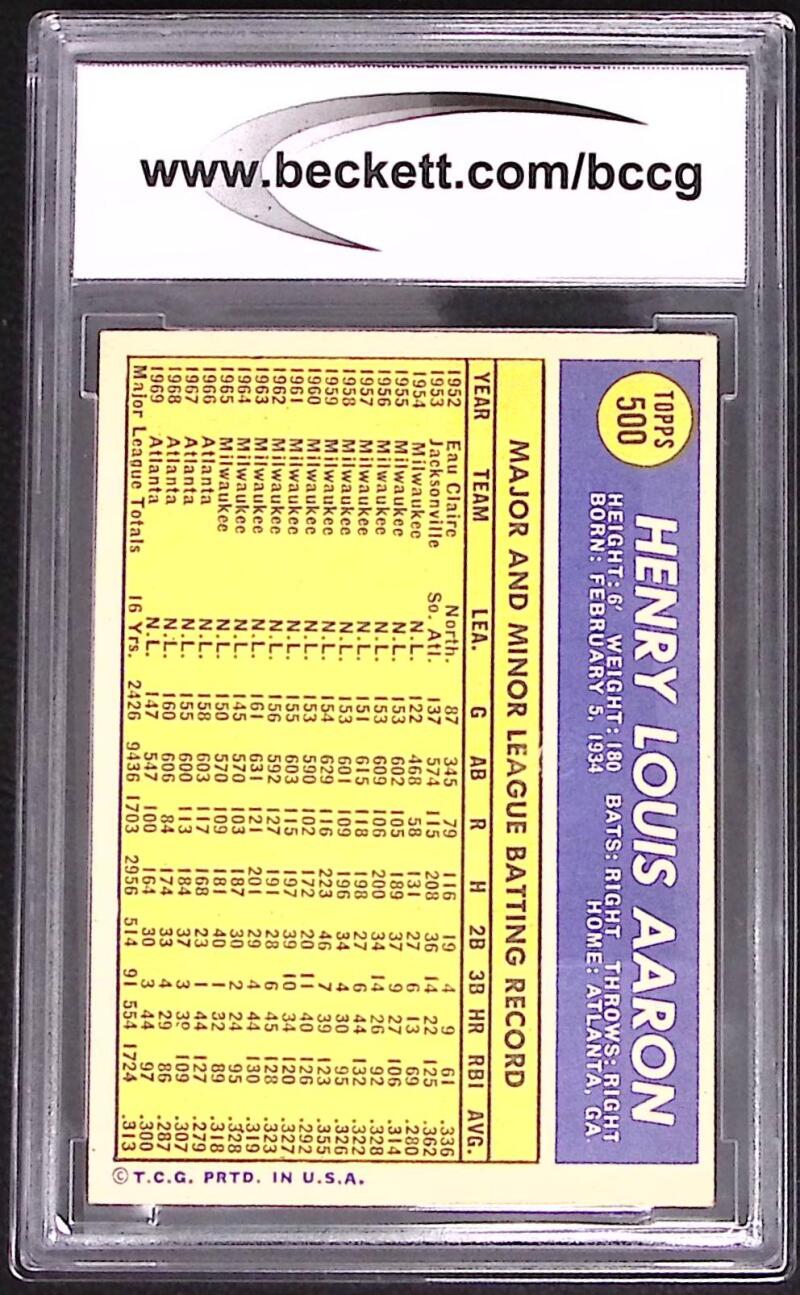 www.beckett.com/bccg
TOPPS
500
HENRY LOUIS AARON
HEIGHT: 6' WEIGHT: 180 BATS: RIGHT THROWS: RIGHT
BORN: FEBRUARY 5, 1934 HOME: ATLANTA, GA.
MAJOR AND MINOR LEAGUE BATTING RECORD
YEAR TEAM LEA. G AB R H 2B 3B HR RBI AVG.
1952 Eau Claire North. 87 345 79 116 19 4 9 61 .336
1953 Jacksonville So. Atl. 137 574 115 208 36 14 22 125 .362
1954 Milwaukee N.L. 122 468 58 131 27 6 13 69 .280
1955 Milwaukee N.L. 153 602 105 189 37 9 27 106 .314
1956 Milwaukee N.L. 153 609 106 200 34 14 26 92 .328
1957 Milwaukee N.L. 151 615 118 198 27 6 44 132 .322
1958 Milwaukee N.L. 153 601 109 196 34 4 30 95 .326
1959 Milwaukee N.L. 154 629 116 223 46 7 39 123 .355
1960 Milwaukee N.L. 153 590 102 172 20 11 40 126 .292
1961 Milwaukee N.L. 155 603 115 197 39 10 34 120 .327
1962 Milwaukee N.L. 156 592 127 191 28 6 45 128 .323
1963 Milwaukee N.L. 161 631 121 201 29 4 44 130 .319
1964 Milwaukee N.L. 145 570 103 187 30 2 24 95 .328
1965 Milwaukee N.L. 150 570 109 181 40 1 32 89 .318
1966 Atlanta N.L. 158 603 117 168 23 1 44 127 .279
1967 Atlanta N.L. 155 600 113 184 37 3 39 109 .307
1968 Atlanta N.L. 160 606 84 174 33 4 29 86 .287
1969 Atlanta N.L. 147 547 100 164 30 3 44 97 .300
Major League Totals 16 Yrs. 2426 9436 1703 2956 514 91 554 1724 .313
© T.C.G. PRTD. IN U.S.A.